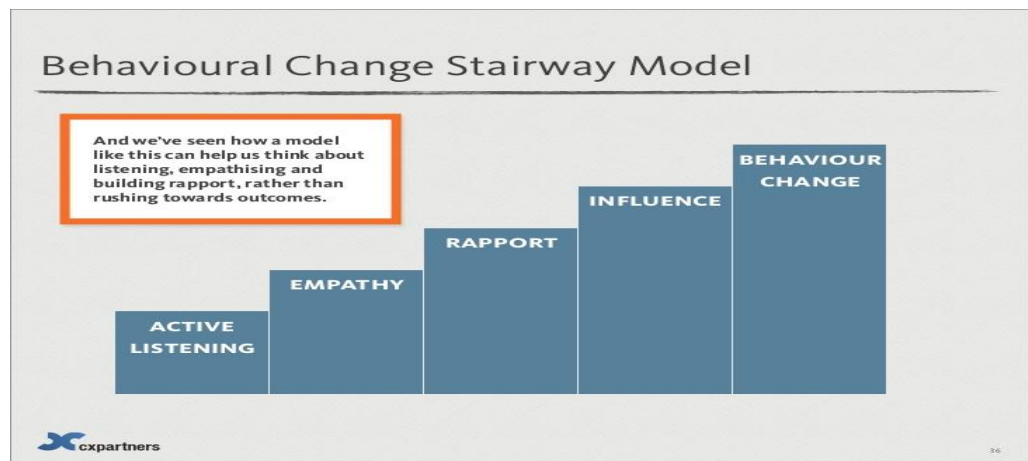 Behavioural Change Stairway Model
And we've seen how a model
like this can help us think about
listening, empathising and
building rapport, rather than
rushing towards outcomes.
ACTIVE
LISTENING
EMPATHY
RAPPORT
INFLUENCE
BEHAVIOUR
CHANGE
cxpartners
36